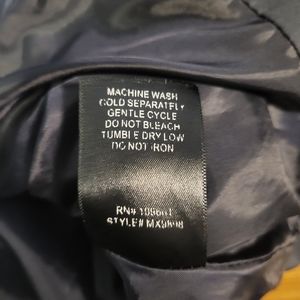 MACHINE WASH
COLD SEPARATELY
GENTLE CYCLE
DO NOT BLEACH
TUMBLE DRY LOW
DO NOT IRON
RN#
STYLE#